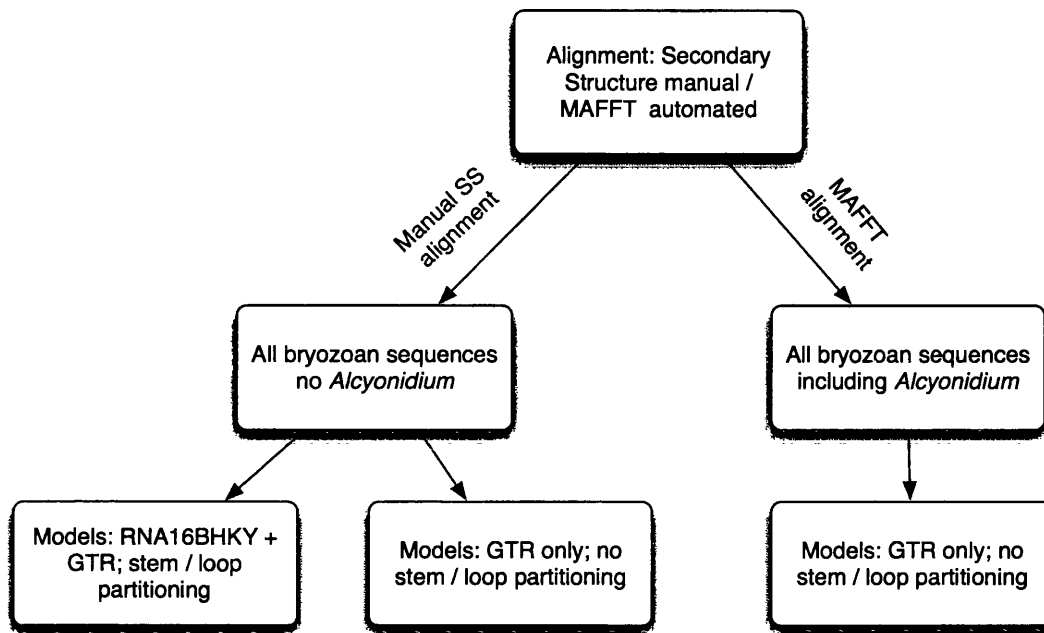 Alignment: Secondary
Structure manual /
MAFFT automated
Manual SS
alignment
MAFFT
alignment
All bryozoan sequences
no Alcyonidium
All bryozoan sequences
including Alcyonidium
Models: RNA16BHKY +
GTR; stem / loop
partitioning
Models: GTR only; no
stem / loop partitioning
Models: GTR only; no
stem / loop partitioning